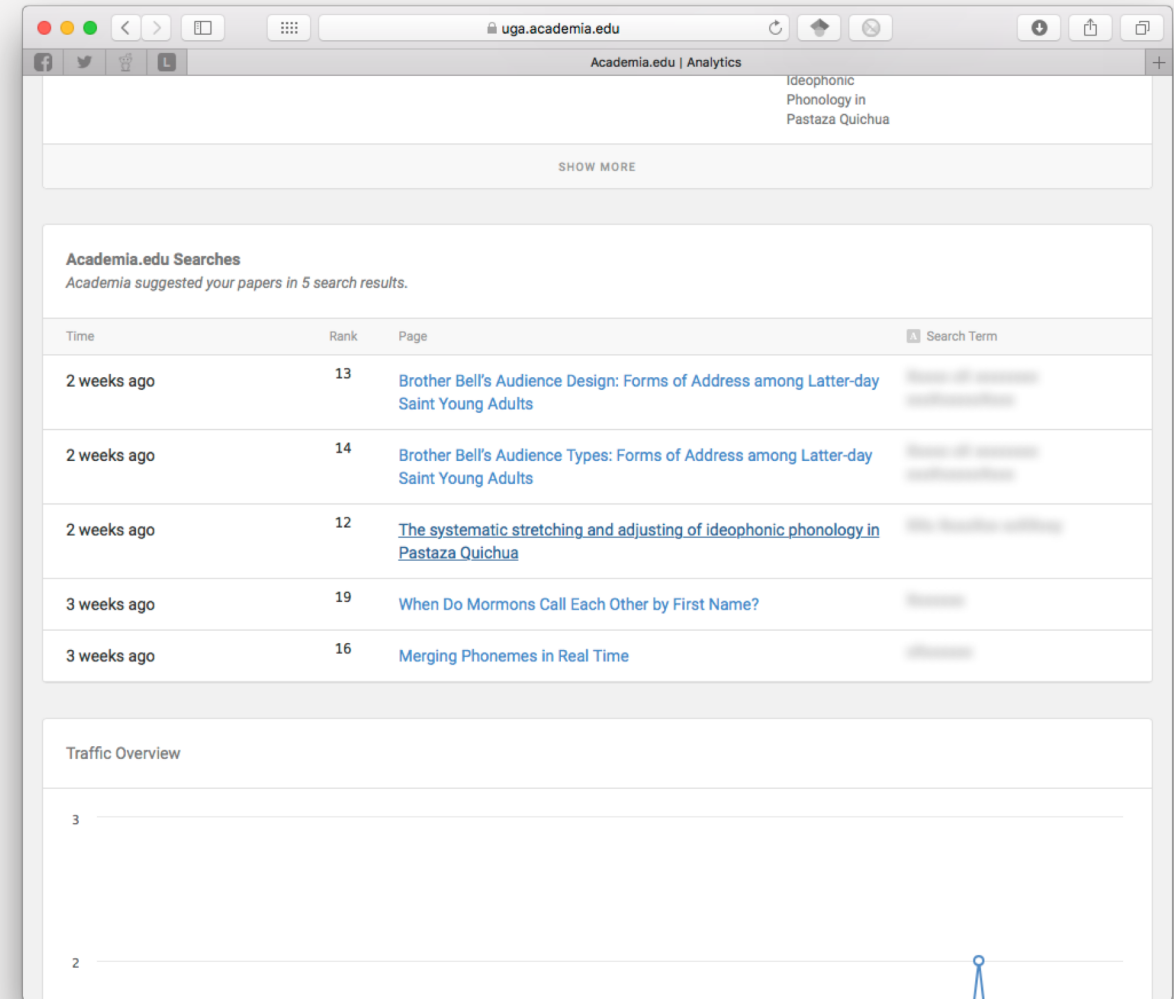 uga.academia.edu
L
Academia.edu | Analytics
Ideophonic
Phonology in
Pastaza Quichua
SHOW MORE
Academia.edu Searches
Academia suggested your papers in 5 search results.
Time Rank Page A Search Term
2 weeks ago 13 Brother Bell's Audience Design: Forms of Address among Latter-day
Saint Young Adults
2 weeks ago 14 Brother Bell's Audience Types: Forms of Address among Latter-day
Saint Young Adults
2 weeks ago 12 The systematic stretching and adjusting of ideophonic phonology in
Pastaza Quichua
3 weeks ago 19 When Do Mormons Call Each Other by First Name?
3 weeks ago 16 Merging Phonemes in Real Time
Traffic Overview
3
2